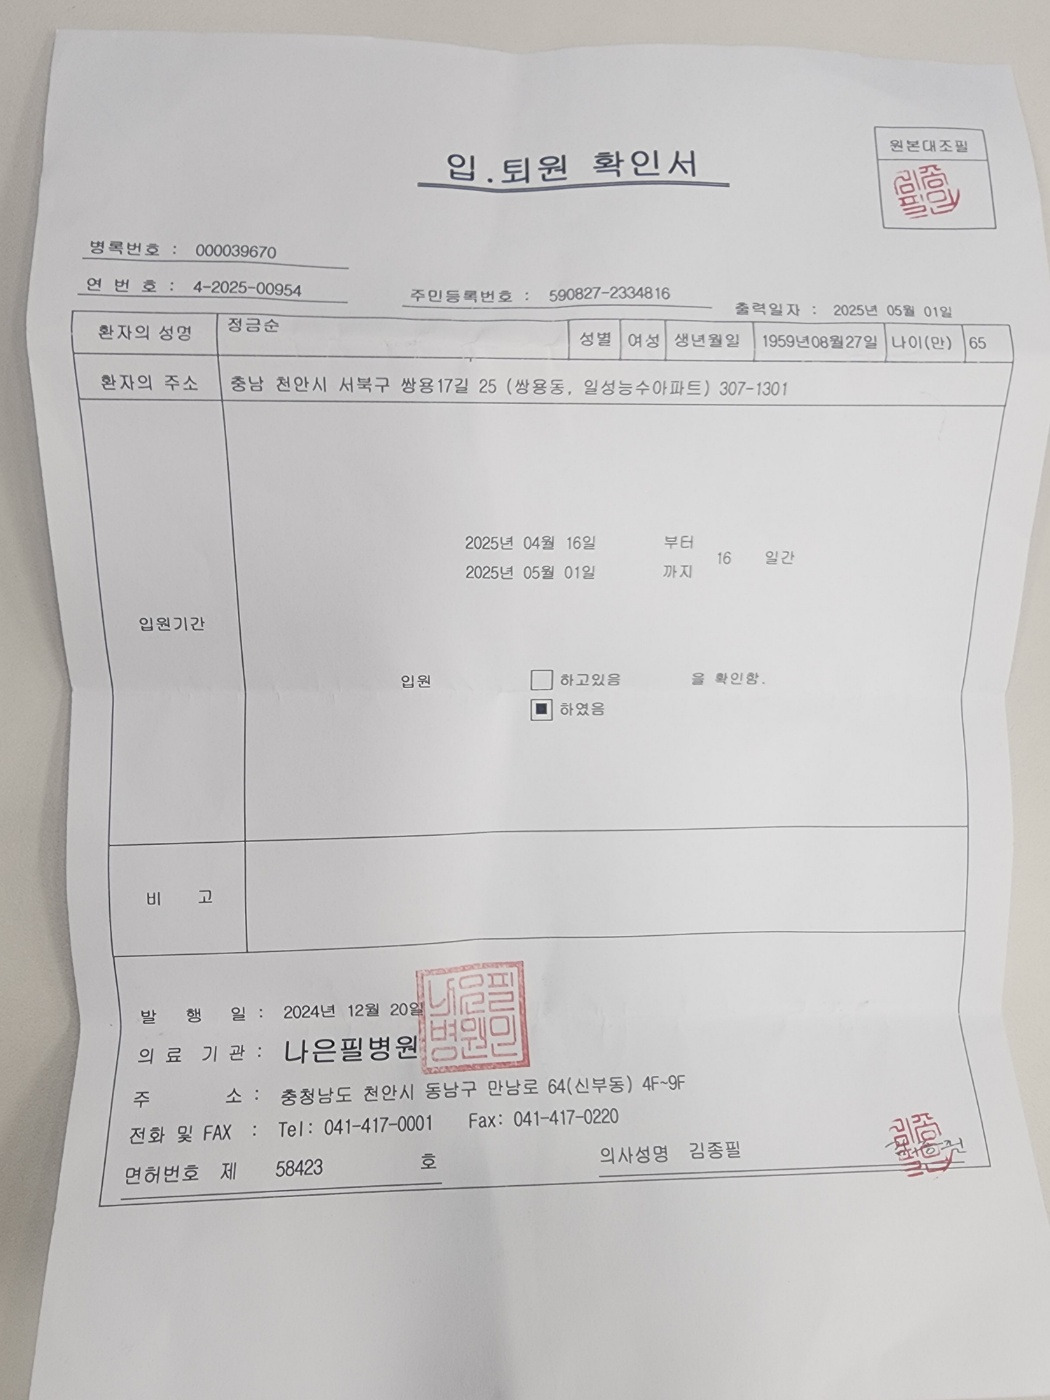 입.퇴원 확인서
원본대조필
병록번호 : 000039670
연 번 호 : 4-2025-00954
주민등록번호 : 590827-2334816
출력일자 : 2025년 05월 01일
환자의 성명 정금순 성별 여성 생년월일 1959년08월27일 나이(만) 65
환자의 주소 충남 천안시 서북구 쌍용17길 25 (쌍용동, 일성능수아파트) 307-1301
2025년 04월 16일 부터
16 일간
2025년 05월 01일 까지
입원기간
입원 하고있음 을 확인함.
하였음
비 고
발 행 일 : 2024년 12월 20일
의 료 기 관 : 나은필병원
나은필
병원인
주 소 : 충청남도 천안시 동남구 만남로 64(신부동) 4F~9F
전화 및 FAX : Tel: 041-417-0001 Fax: 041-417-0220
면허번호 제 58423 호
의사성명 김종필